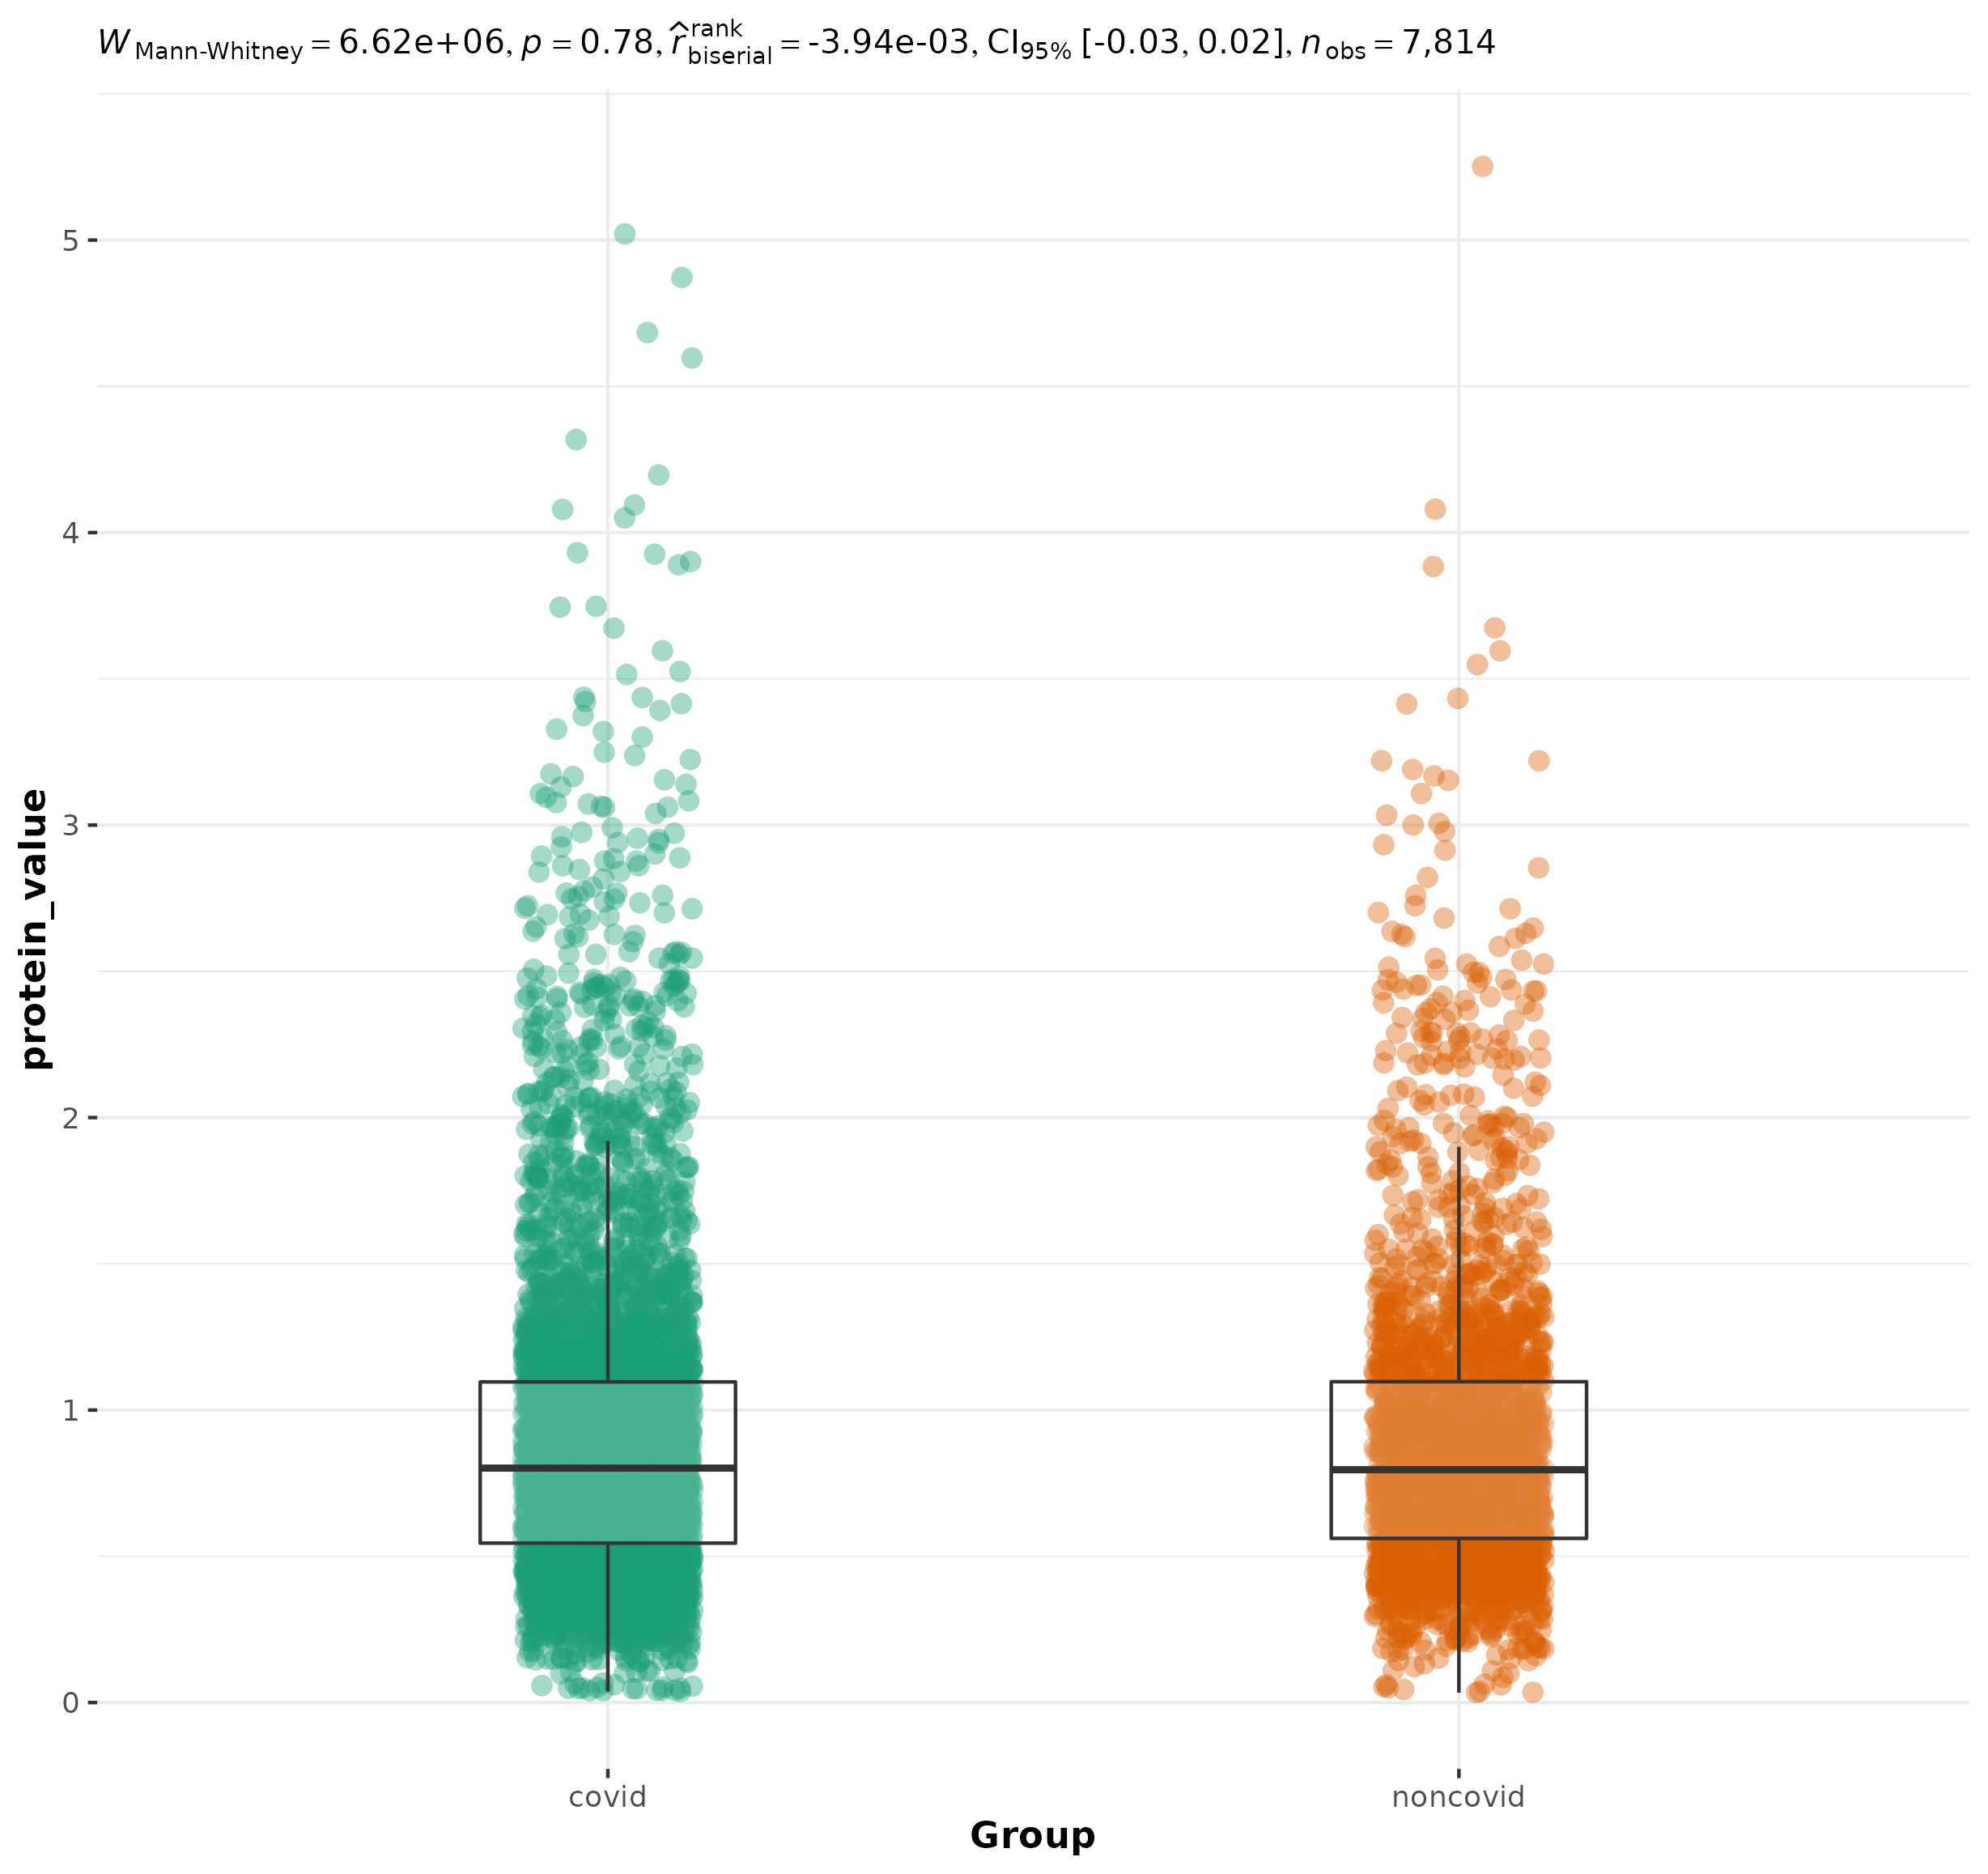 W Mann-Whitney = 6.62e+06, p = 0.78, r̂ rank biserial = -3.94e-03, CI95% [-0.03, 0.02], n obs = 7,814
5
4
3
2
1
0
protein_value
covid noncovid
Group